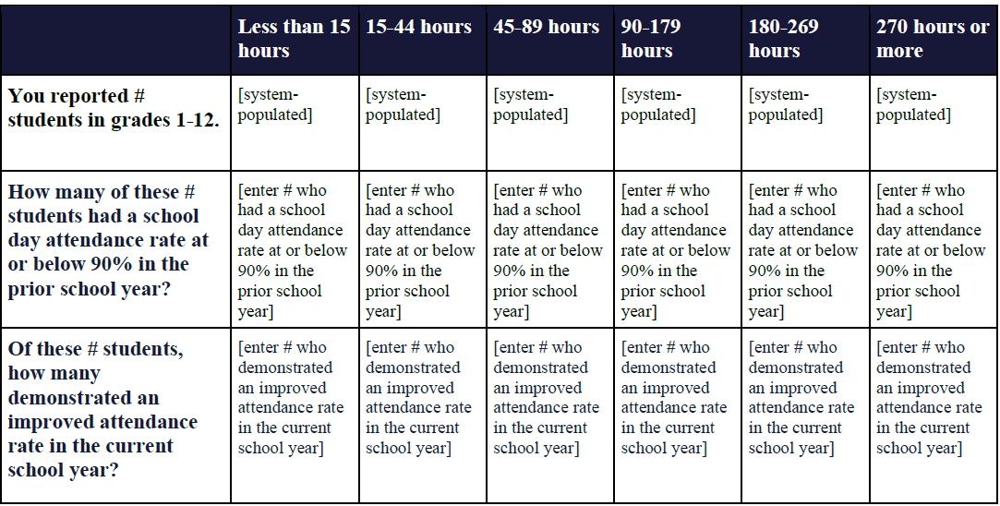 Less than 15
hours
15-44 hours
45-89 hours
90-179
hours
180-269
hours
270 hours or
more
You reported #
students in grades 1-12.
[system-
populated]
[system-
populated]
[system-
populated]
[system-
populated]
[system-
populated]
[system-
populated]
How many of these #
students had a school
day attendance rate at
or below 90% in the
prior school year?
[enter # who
had a school
day attendance
rate at or below
90% in the
prior school
year]
[enter # who
had a school
day attendance
rate at or below
90% in the
prior school
year]
[enter # who
had a school
day attendance
rate at or below
90% in the
prior school
year]
[enter # who
had a school
day attendance
rate at or below
90% in the
prior school
year]
[enter # who
had a school
day attendance
rate at or below
90% in the
prior school
year]
[enter # who
had a school
day attendance
rate at or below
90% in the
prior school
year]
Of these # students,
how many
demonstrated an
improved attendance
rate in the current
school year?
[enter # who
demonstrated
an improved
attendance rate
in the current
school year]
[enter # who
demonstrated
an improved
attendance rate
in the current
school year]
[enter # who
demonstrated
an improved
attendance rate
in the current
school year]
[enter # who
demonstrated
an improved
attendance rate
in the current
school year]
[enter # who
demonstrated
an improved
attendance rate
in the current
school year]
[enter # who
demonstrated
an improved
attendance rate
in the current
school year]